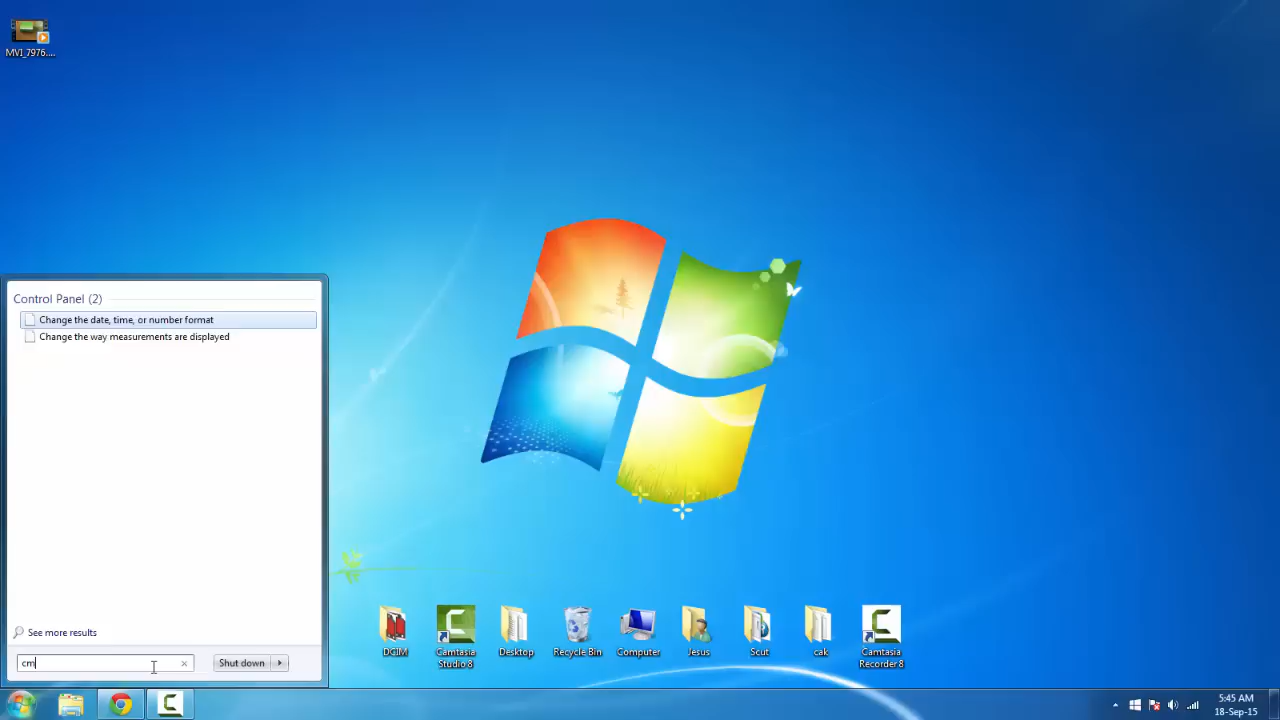 MVI_7976....
Control Panel (2)
Change the date, time, or number format
Change the way measurements are displayed
See more results
cm
Shut down
DGIM
Camtasia Studio 8
Desktop
Recycle Bin
Computer
Jesus
Scut
cak
Camtasia Recorder 8
5:45 AM
18-Sep-15